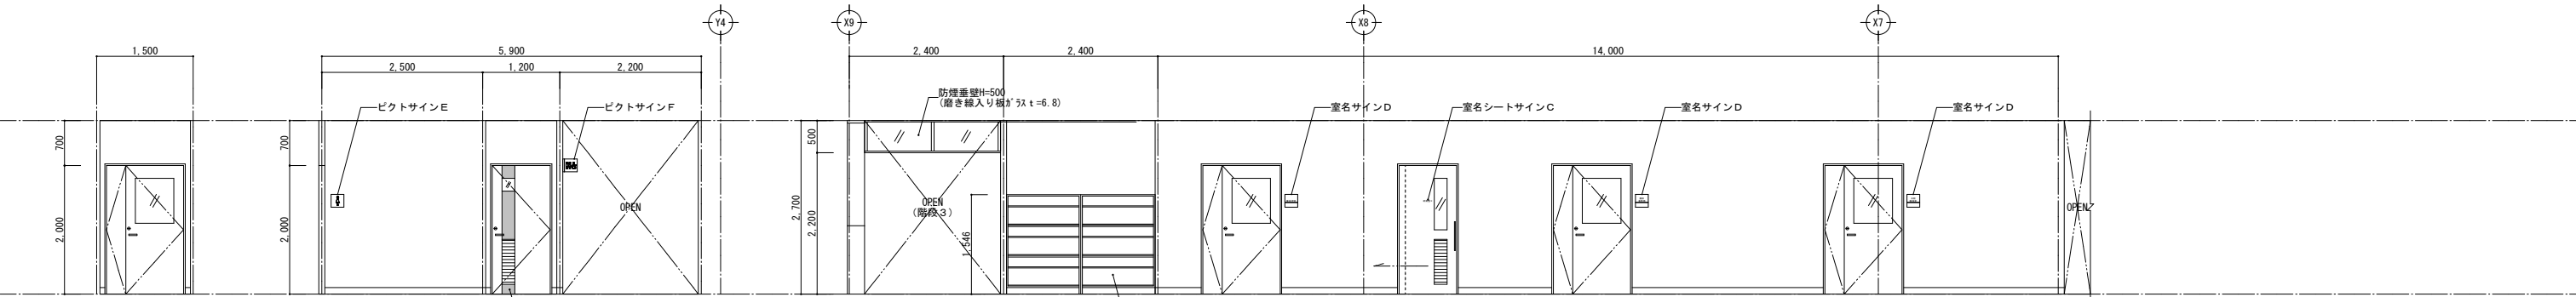 Y4
X9
X8
X7
1,500
5,900
2,400
2,400
14,000
2,500
1,200
2,200
防煙垂壁H=500
(磨き線入り板ｶﾞﾗｽt=6.8)
ピクトサインE
ピクトサインF
室名サインD
室名シートサインC
室名サインD
室名サインD
700
2,000
700
2,000
500
2,700
2,200
1,546
OPEN
OPEN
(階段3)
OPEN